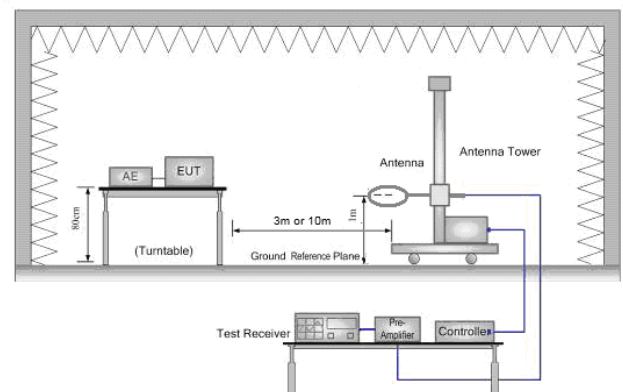 Antenna Tower
Antenna
AE
EUT
80cm
1m
3m or 10m
(Turntable)
Ground Reference Plane
Test Receiver
Pre-
Amplifier
Controller